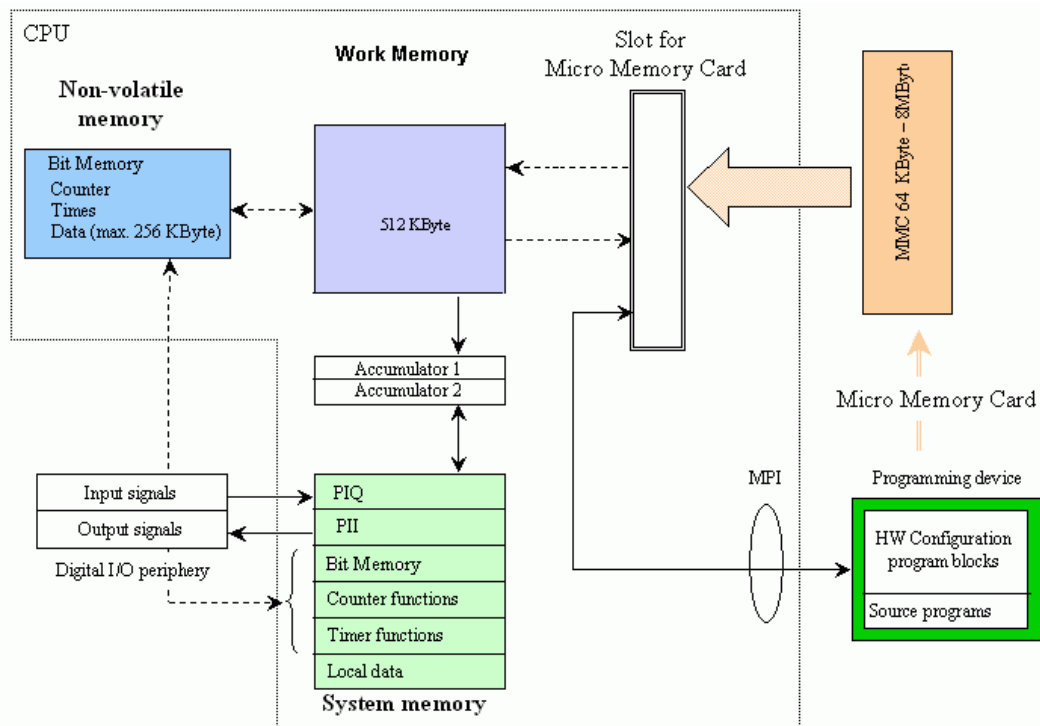 CPU
Work Memory
Slot for
Micro Memory Card
Non-volatile
memory
Bit Memory
Counter
Times
Data (max. 256 KByte)
512 KByte
MMC 64 KByte – 8MByt
Accumulator 1
Accumulator 2
Micro Memory Card
Input signals
Output signals
Digital I/O periphery
PIQ
PII
Bit Memory
Counter functions
Timer functions
Local data
System memory
MPI
Programming device
HW Configuration
program blocks
Source programs